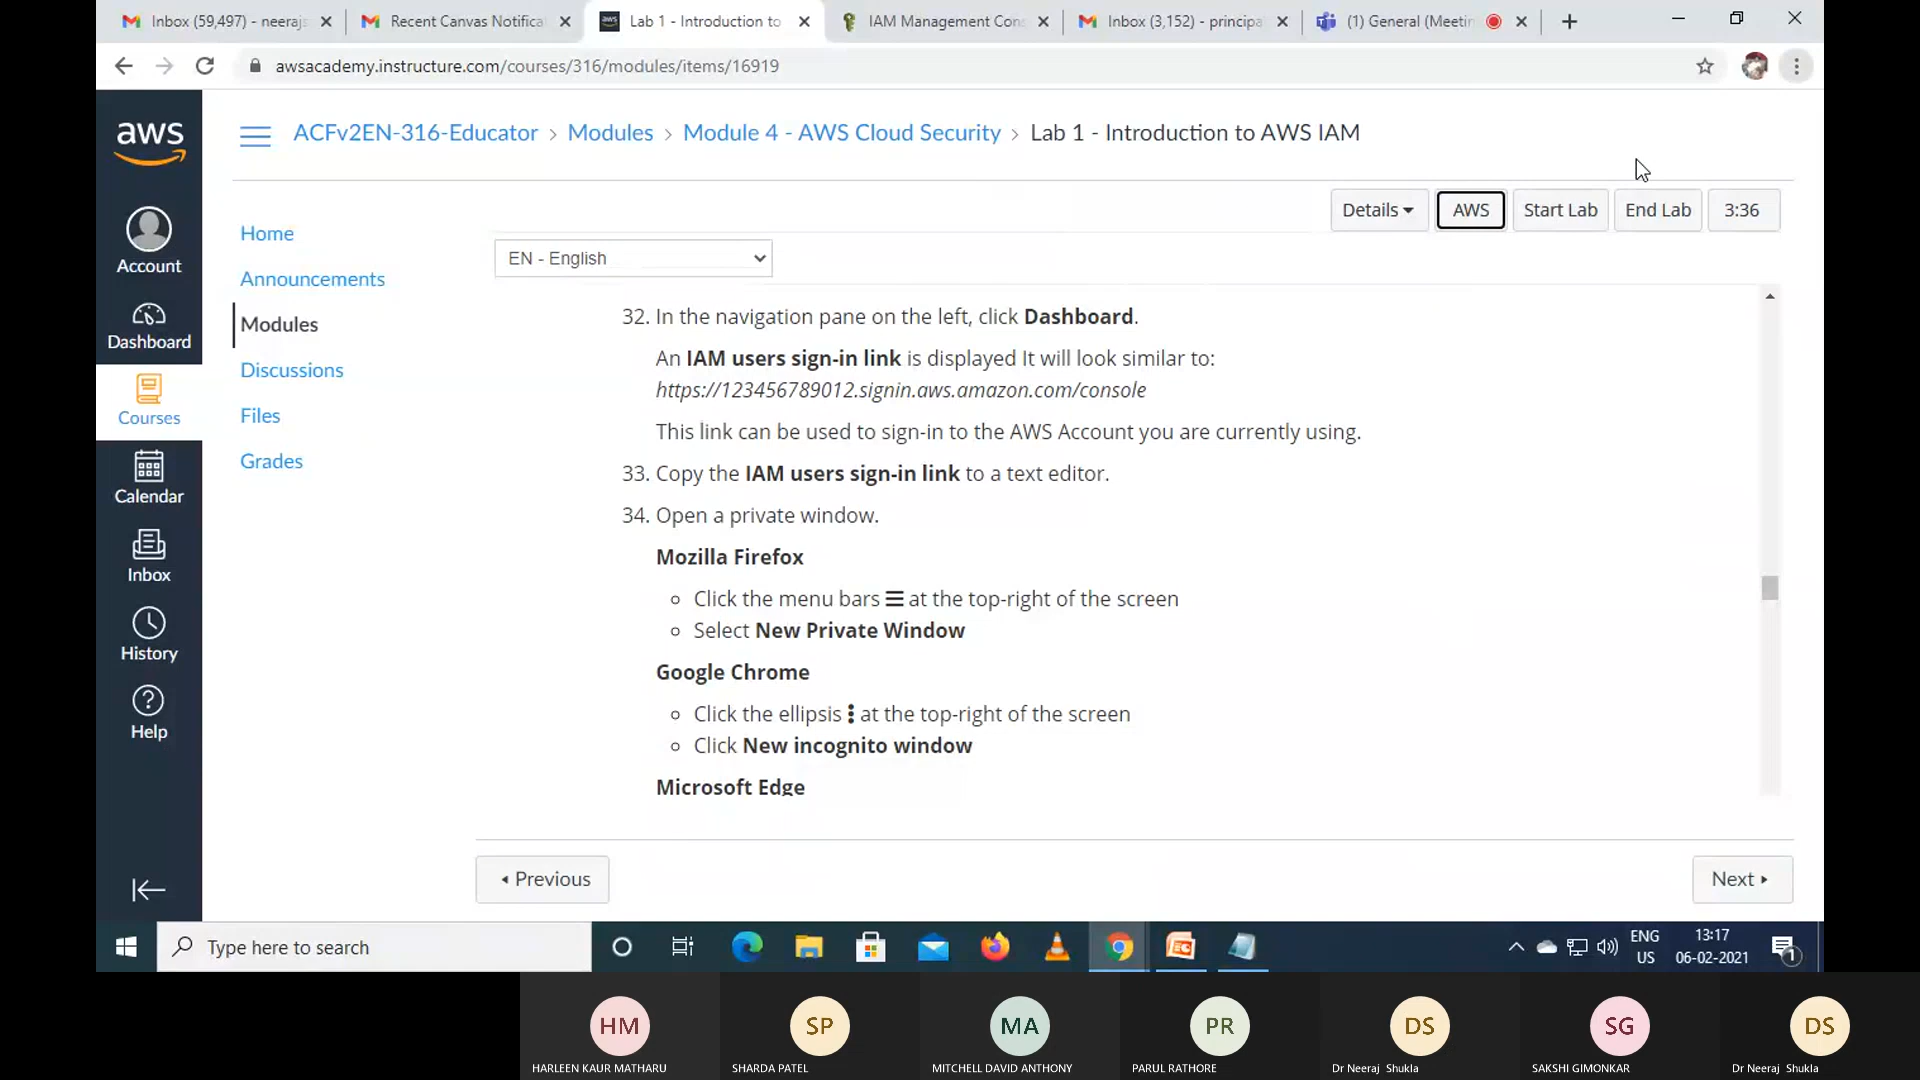 Inbox (59,497) - neerajs
Recent Canvas Notifica
aws
Lab 1 - Introduction to
IAM Management Con
Inbox (3,152) - principa
(1) General (Meetin
awsacademy.instructure.com/courses/316/modules/items/16919
aws
ACFv2EN-316-Educator > Modules > Module 4 - AWS Cloud Security > Lab 1 - Introduction to AWS IAM
Details
AWS
Start Lab
End Lab
3:36
Account
Dashboard
Courses
Calendar
Inbox
History
Help
Home
Announcements
Modules
Discussions
Files
Grades
EN - English
32. In the navigation pane on the left, click Dashboard.
An IAM users sign-in link is displayed It will look similar to:
https://123456789012.signin.aws.amazon.com/console
This link can be used to sign-in to the AWS Account you are currently using.
33. Copy the IAM users sign-in link to a text editor.
34. Open a private window.
Mozilla Firefox
Click the menu bars at the top-right of the screen
Select New Private Window
Google Chrome
Click the ellipsis at the top-right of the screen
Click New incognito window
Microsoft Edge
Previous
Next
Type here to search
ENG
US
13:17
06-02-2021
1
HM
SP
MA
PR
DS
SG
DS
HARLEEN KAUR MATHARU
SHARDA PATEL
MITCHELL DAVID ANTHONY
PARUL RATHORE
Dr Neeraj Shukla
SAKSHI GIMONKAR
Dr Neeraj Shukla